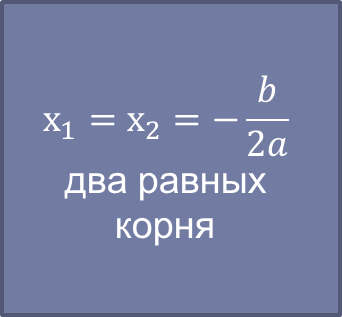 x₁ = x₂ = −b/2a
два равных
корня